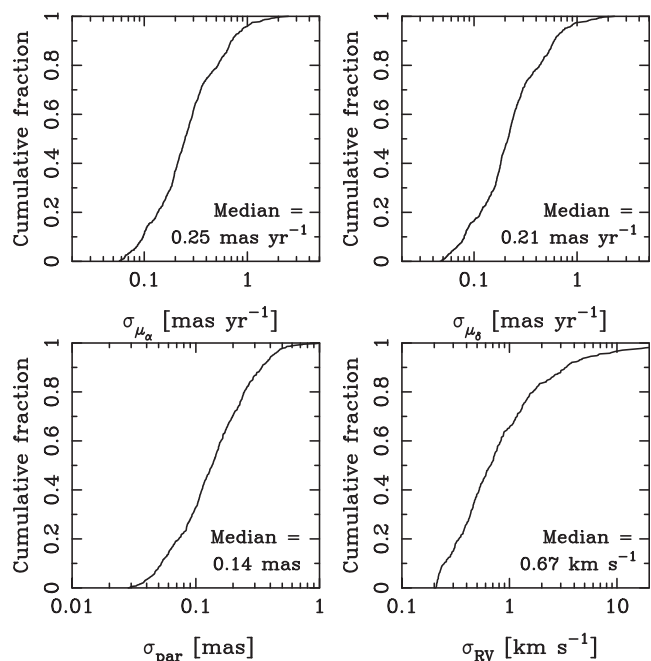 Cumulative fraction
0 0.2 0.4 0.6 0.8 1
Median =
0.25 mas yr⁻¹
0.1 1
σ_μα [mas yr⁻¹]
Cumulative fraction
0 0.2 0.4 0.6 0.8 1
Median =
0.21 mas yr⁻¹
0.1 1
σ_μδ [mas yr⁻¹]
Cumulative fraction
0 0.2 0.4 0.6 0.8 1
Median =
0.14 mas
0.01 0.1 1
σ_par [mas]
Cumulative fraction
0 0.2 0.4 0.6 0.8 1
Median =
0.67 km s⁻¹
0.1 1 10
σ_RV [km s⁻¹]